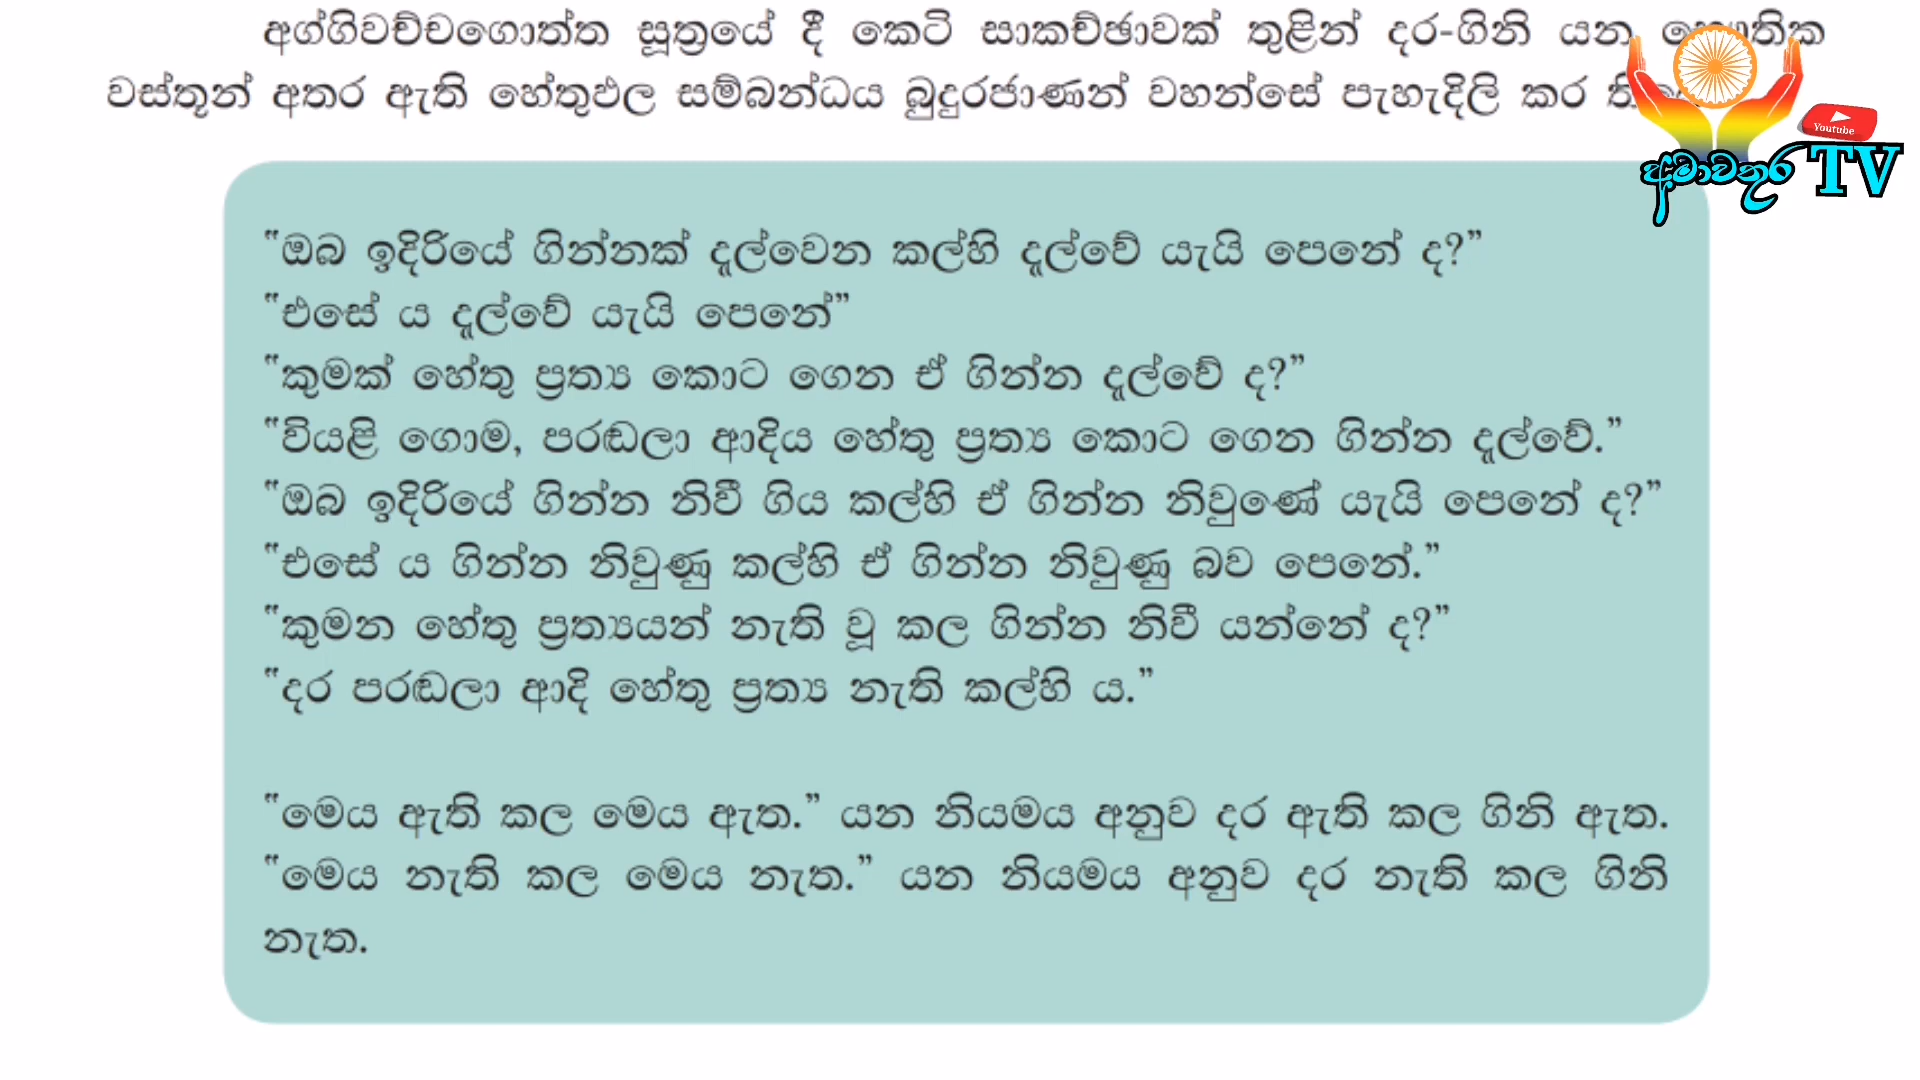 අග්ගිවච්චගොත්ත සූත්‍රයේ දී කෙටි සාකච්ඡාවක් තුළින් දර-ගිනි යන භෞතික
වස්තූන් අතර ඇති හේතුඵල සම්බන්ධය බුදුරජාණන් වහන්සේ පැහැදිලි කර
Youtube
අමාවතුර TV
“ඔබ ඉදිරියේ ගින්නක් දැල්වෙන කල්හි දැල්වේ යැයි පෙනේ ද?”
“එසේ ය දැල්වේ යැයි පෙනේ”
“කුමක් හේතු ප්‍රත්‍ය කොට ගෙන ඒ ගින්න දැල්වේ ද?”
“වියළි ගොම, පරඬලා ආදිය හේතු ප්‍රත්‍ය කොට ගෙන ගින්න දැල්වේ.”
“ඔබ ඉදිරියේ ගින්න නිවී ගිය කල්හි ඒ ගින්න නිවුණේ යැයි පෙනේ ද?”
“එසේ ය ගින්න නිවුණු කල්හි ඒ ගින්න නිවුණු බව පෙනේ.”
“කුමන හේතු ප්‍රත්‍යයන් නැති වූ කල ගින්න නිවී යන්නේ ද?”
“දර පරඬලා ආදි හේතු ප්‍රත්‍ය නැති කල්හි ය.”
“මෙය ඇති කල මෙය ඇත.” යන නියමය අනුව දර ඇති කල ගිනි ඇත.
“මෙය නැති කල මෙය නැත.” යන නියමය අනුව දර නැති කල ගිනි
නැත.